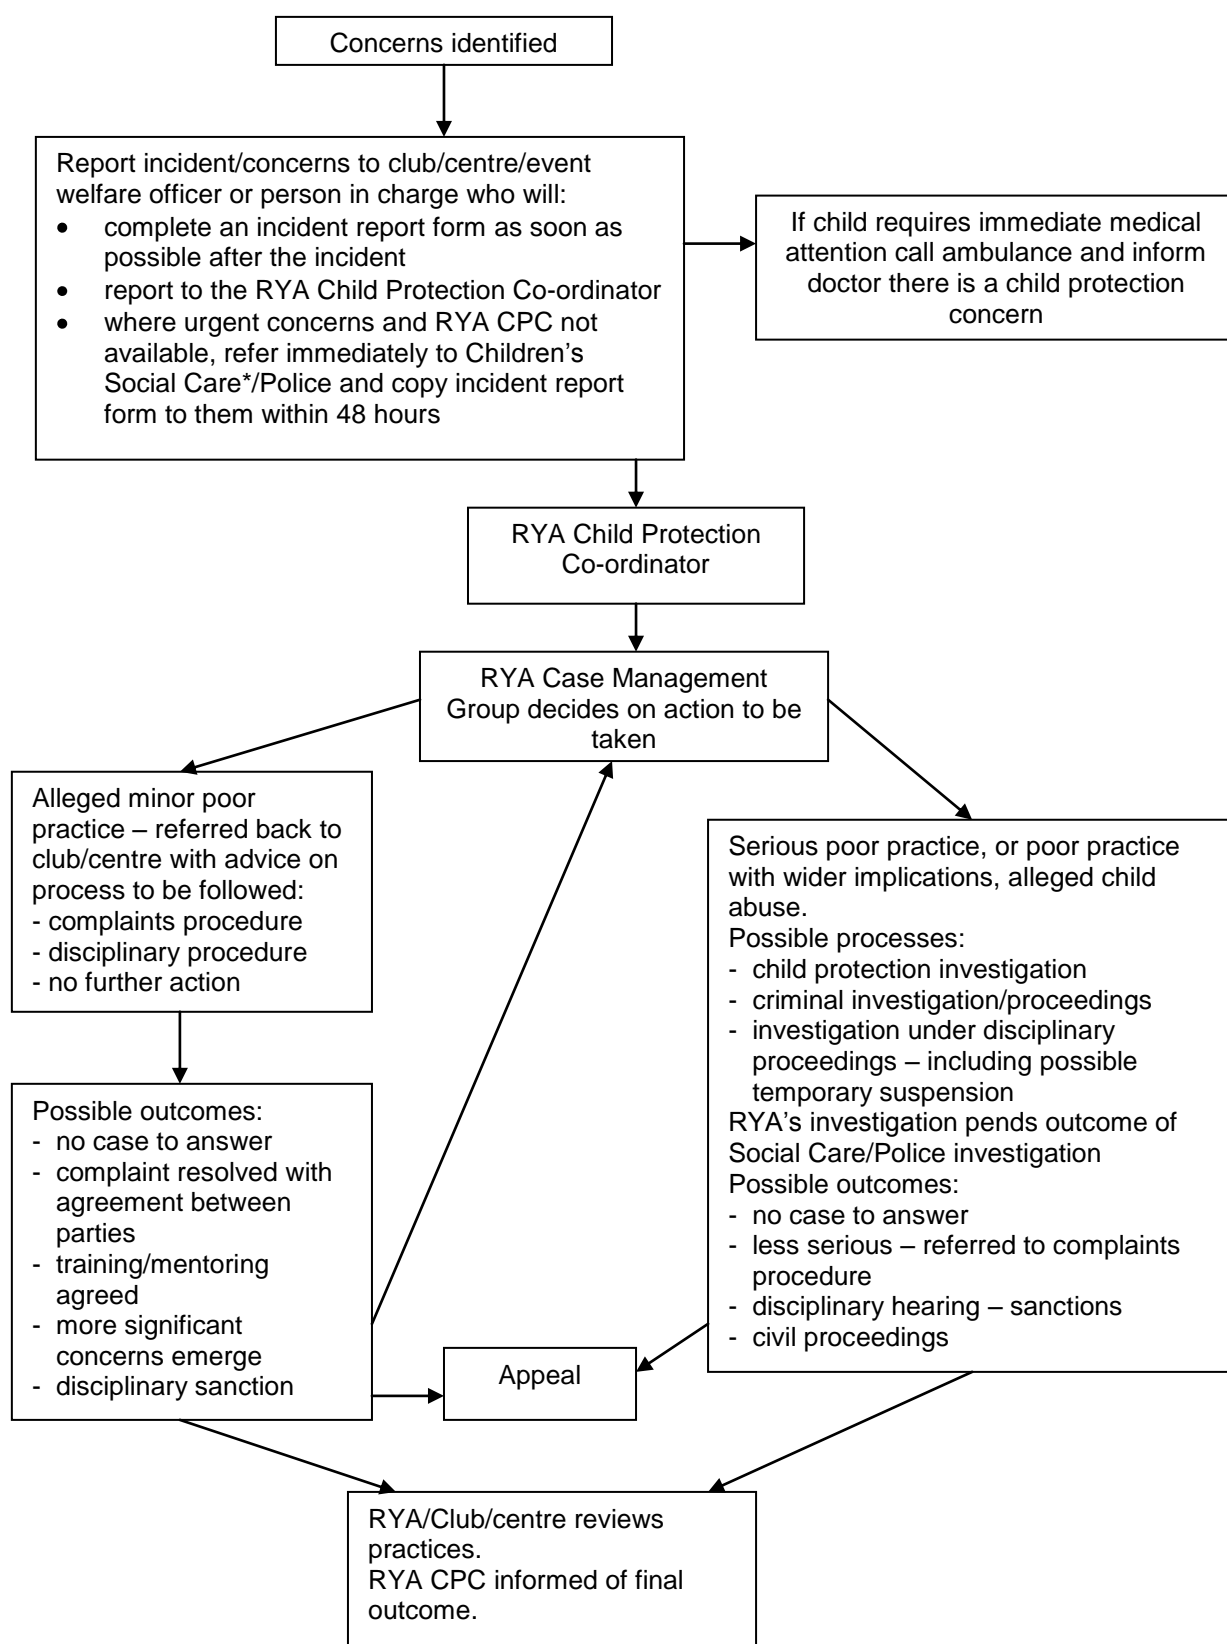 Concerns identified
Report incident/concerns to club/centre/event
welfare officer or person in charge who will:
• complete an incident report form as soon as
possible after the incident
• report to the RYA Child Protection Co-ordinator
• where urgent concerns and RYA CPC not
available, refer immediately to Children’s
Social Care*/Police and copy incident report
form to them within 48 hours
If child requires immediate medical
attention call ambulance and inform
doctor there is a child protection
concern
RYA Child Protection
Co-ordinator
RYA Case Management
Group decides on action to be
taken
Alleged minor poor
practice – referred back to
club/centre with advice on
process to be followed:
- complaints procedure
- disciplinary procedure
- no further action
Possible outcomes:
- no case to answer
- complaint resolved with
agreement between
parties
- training/mentoring
agreed
- more significant
concerns emerge
- disciplinary sanction
Serious poor practice, or poor practice
with wider implications, alleged child
abuse.
Possible processes:
- child protection investigation
- criminal investigation/proceedings
- investigation under disciplinary
proceedings – including possible
temporary suspension
RYA’s investigation pends outcome of
Social Care/Police investigation
Possible outcomes:
- no case to answer
- less serious – referred to complaints
procedure
- disciplinary hearing – sanctions
- civil proceedings
Appeal
RYA/Club/centre reviews
practices.
RYA CPC informed of final
outcome.